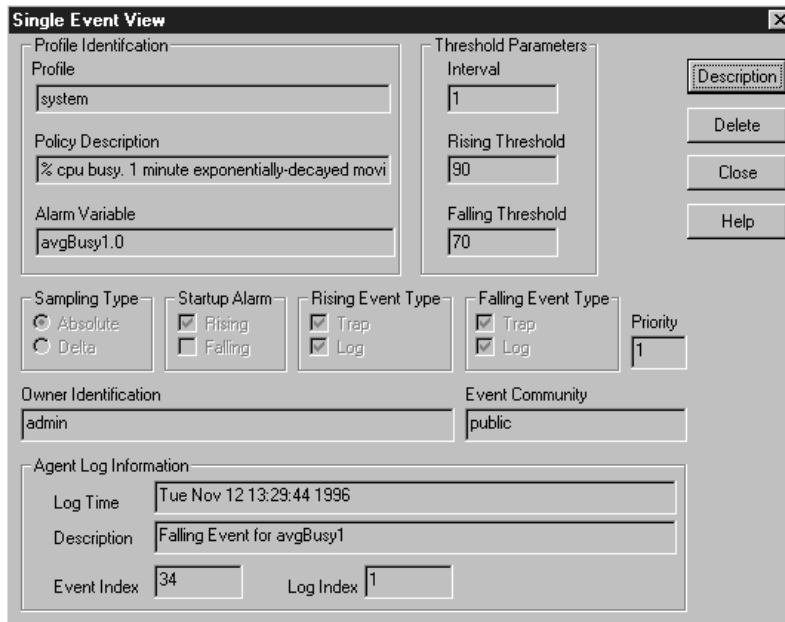 Single Event View
Profile Identifcation
Profile
system
Policy Description
% cpu busy. 1 minute exponentially-decayed movi
Alarm Variable
avgBusy1.0
Threshold Parameters
Interval
1
Rising Threshold
90
Falling Threshold
70
Description
Delete
Close
Help
Sampling Type
Absolute
Delta
Startup Alarm
Rising
Falling
Rising Event Type
Trap
Log
Falling Event Type
Trap
Log
Priority
1
Owner Identification
admin
Event Community
public
Agent Log Information
Log Time
Tue Nov 12 13:29:44 1996
Description
Falling Event for avgBusy1
Event Index
34
Log Index
1